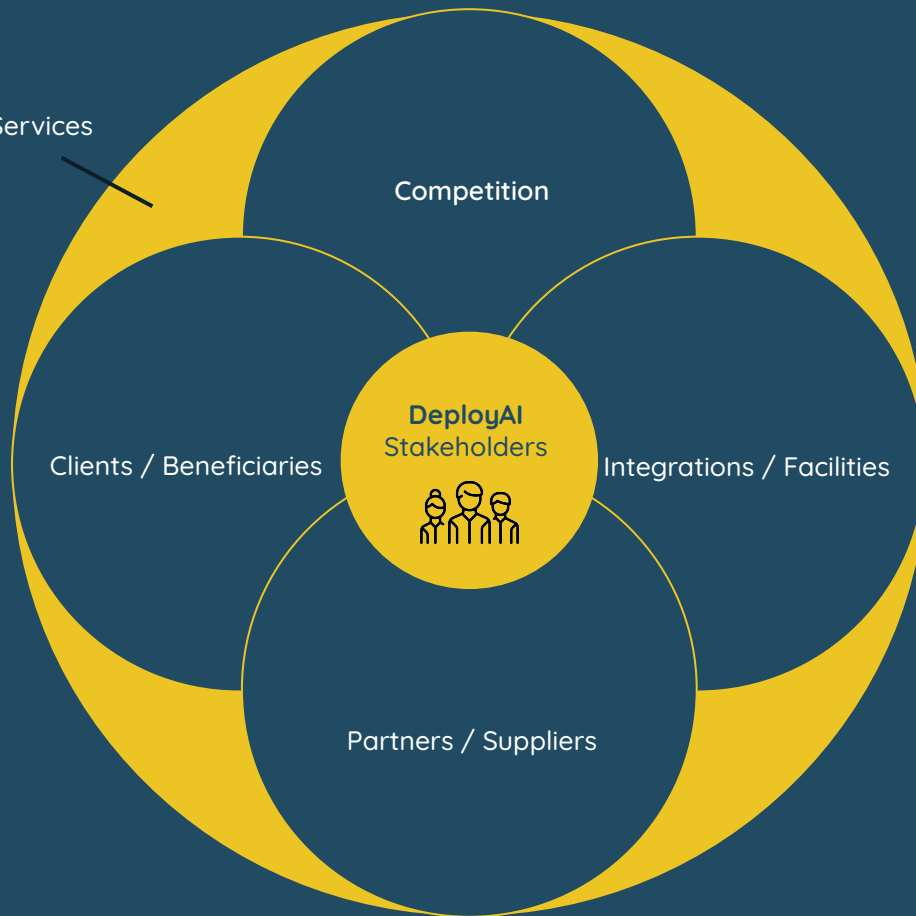 Services
Competition
DeployAI
Stakeholders
Clients / Beneficiaries
Integrations / Facilities
Partners / Suppliers